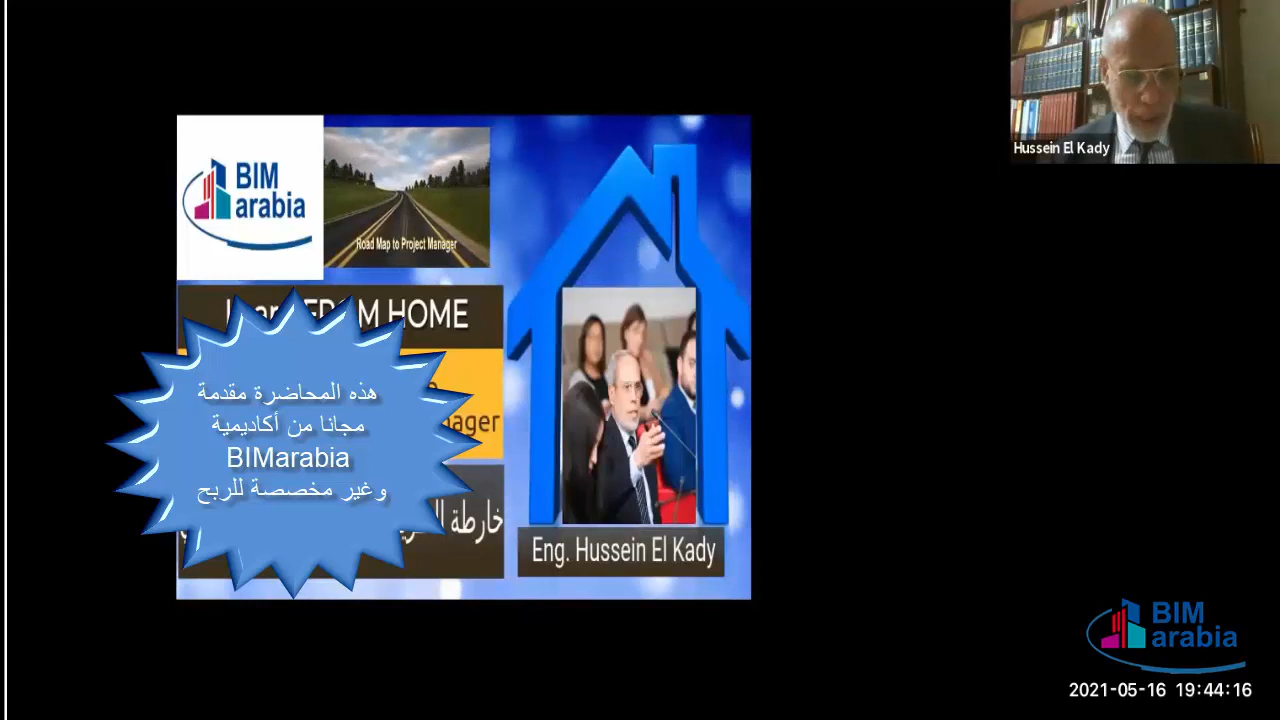 Hussein El Kady
BIM
arabia
Road Map to Project Manager
HOME
هذه المحاضرة مقدمة
مجانا من أكاديمية
BIMarabia
وغير مخصصة للربح
خارطة
Eng. Hussein El Kady
BIM
arabia
2021-05-16 19:44:16